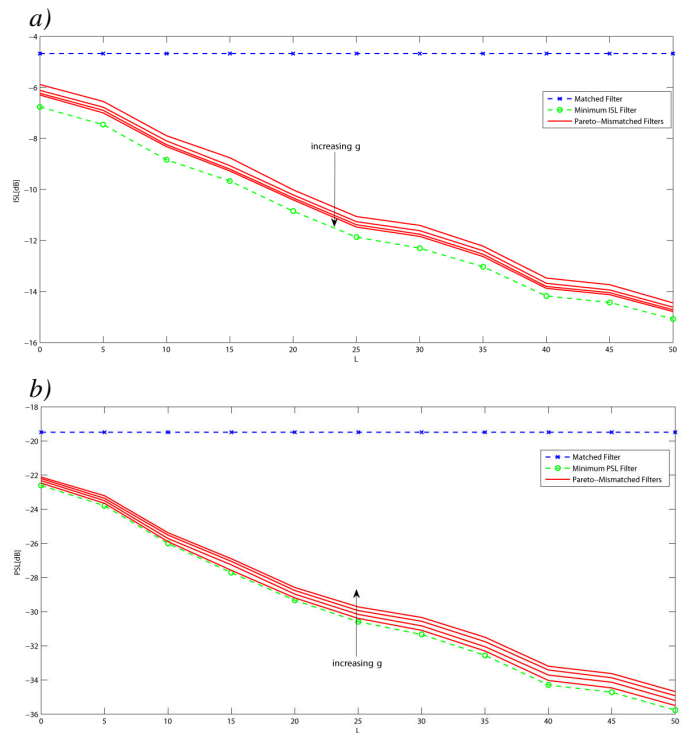 a)
−4
−6
−8
−10
−12
−14
−16
ISL[dB]
Matched Filter
Minimum ISL Filter
Pareto−Mismatched Filters
increasing g
0 5 10 15 20 25 30 35 40 45 50
L
b)
−18
−20
−22
−24
−26
−28
−30
−32
−34
−36
PSL[dB]
Matched Filter
Minimum PSL Filter
Pareto−Mismatched Filters
increasing g
0 5 10 15 20 25 30 35 40 45 50
L